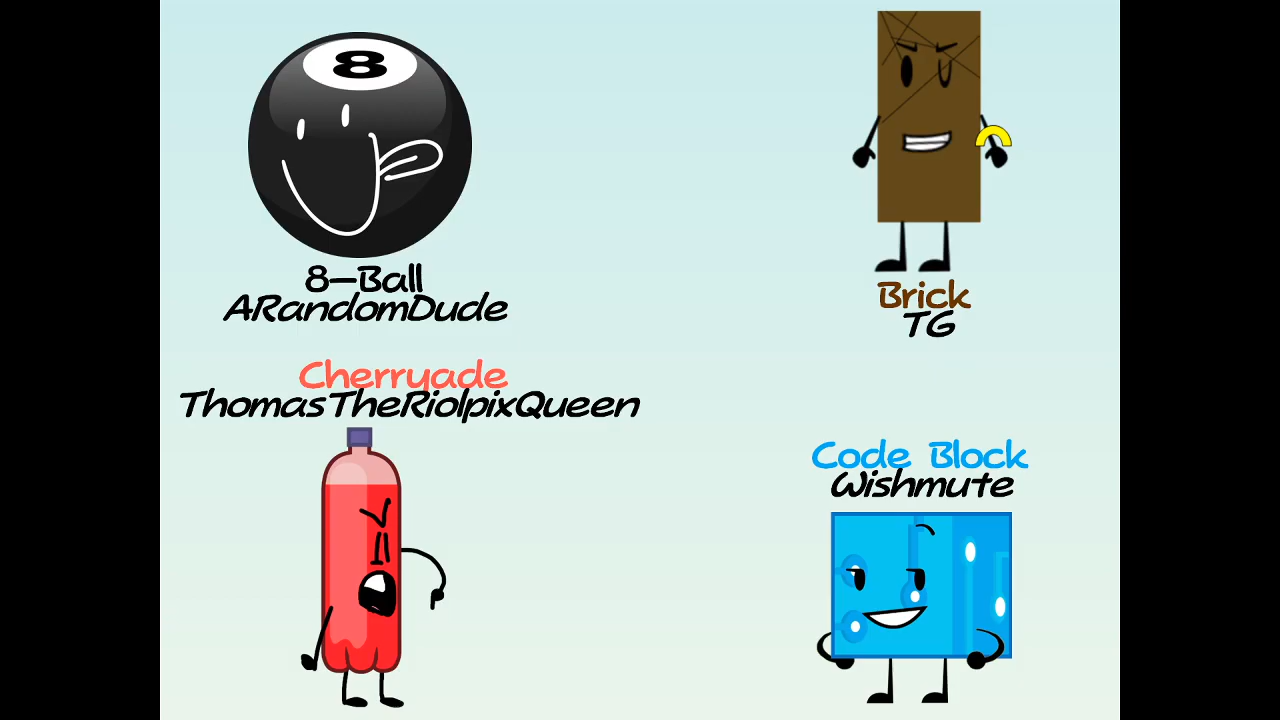 8
8-Ball
ARandomDude
Brick
TG
Cherryade
ThomasTheRiolpixQueen
Code Block
Wishmute